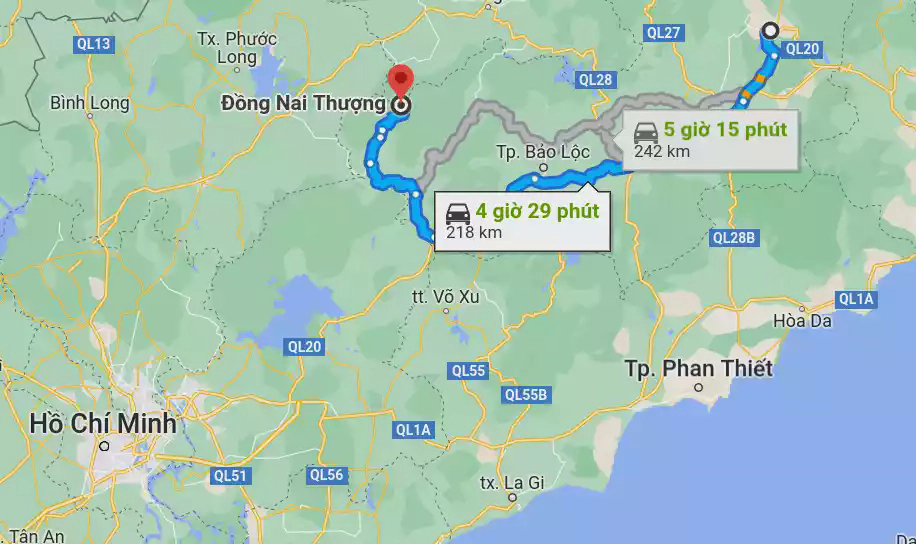 QL13
Tx. Phước
Long
QL27
QL20
QL28
Bình Long
Đồng Nai Thượng
5 giờ 15 phút
242 km
Tp. Bảo Lộc
4 giờ 29 phút
218 km
QL28B
tt. Võ Xu
QL1A
Hòa Da
QL20
QL55
Tp. Phan Thiết
QL55B
Hồ Chí Minh
QL1A
QL51
QL56
tx. La Gi
Tân An